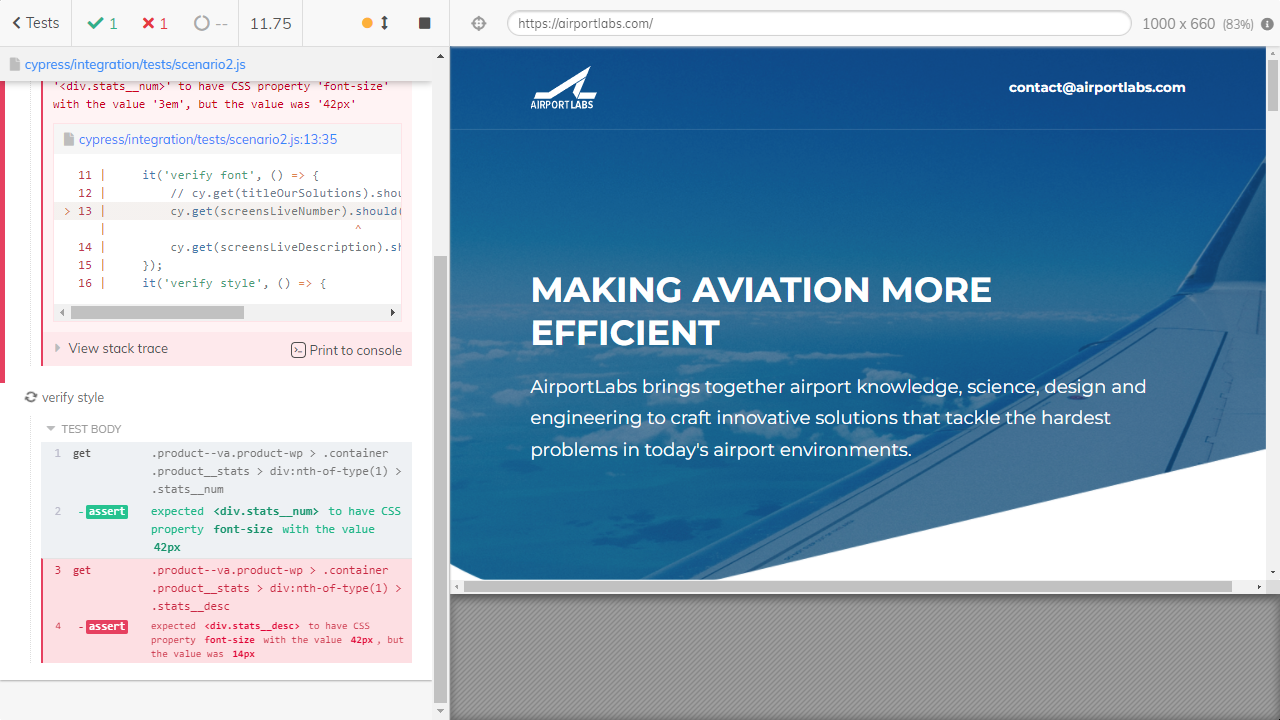 Tests
1
1
--
11.75
https://airportlabs.com/
1000 x 660 (83%)
cypress/integration/tests/scenario2.js
'<div.stats__num>' to have CSS property 'font-size'
with the value '3em', but the value was '42px'
cypress/integration/tests/scenario2.js:13:35
11 |     it('verify font', () => {
12 |         // cy.get(titleOurSolutions).shou
> 13 |         cy.get(screensLiveNumber).should(
|                                   ^
14 |         cy.get(screensLiveDescription).sh
15 |     });
16 |     it('verify style', () => {
View stack trace
Print to console
verify style
TEST BODY
1 get .product--va.product-wp > .container
.product__stats > div:nth-of-type(1) >
.stats__num
2 -assert expected <div.stats__num> to have CSS
property font-size with the value
42px
3 get .product--va.product-wp > .container
.product__stats > div:nth-of-type(1) >
.stats__desc
4 -assert expected <div.stats__desc> to have CSS
property font-size with the value 42px, but
the value was 14px
AIRPORTLABS
contact@airportlabs.com
MAKING AVIATION MORE
EFFICIENT
AirportLabs brings together airport knowledge, science, design and
engineering to craft innovative solutions that tackle the hardest
problems in today's airport environments.